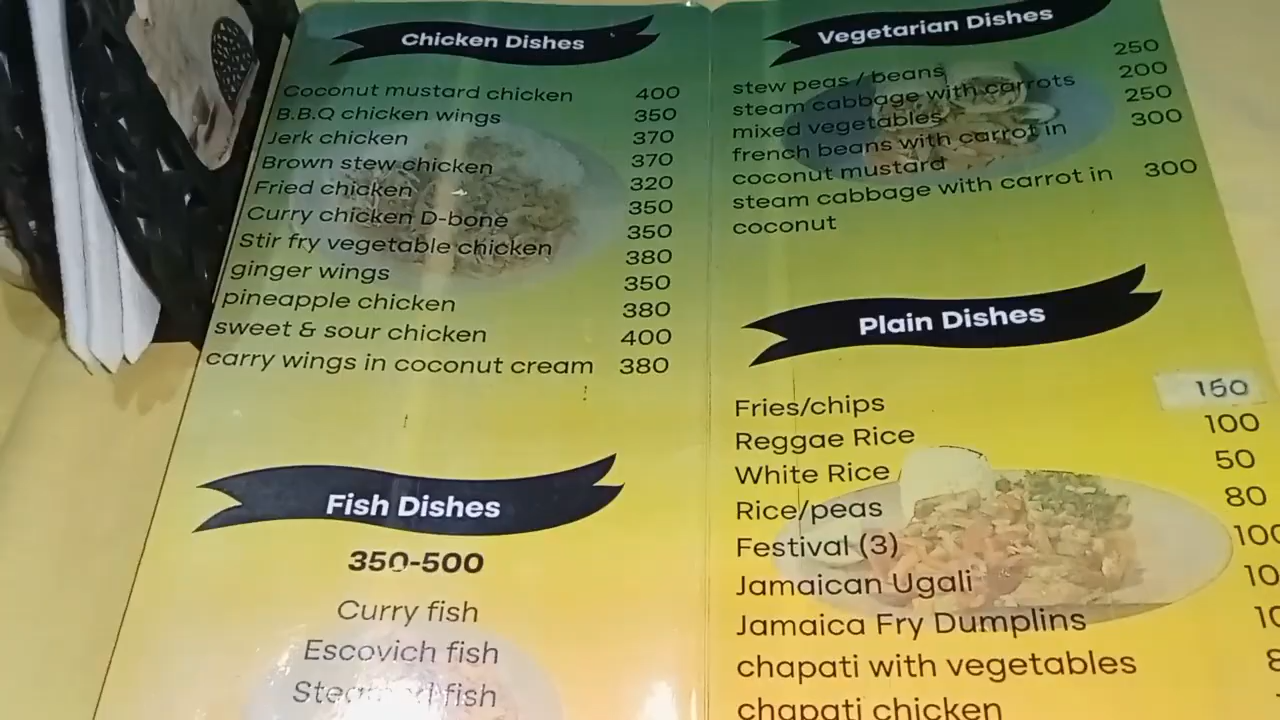 Chicken Dishes
Coconut mustard chicken
B.B.Q chicken wings
Jerk chicken
Brown stew chicken
Fried chicken
Curry chicken D-bone
Stir fry vegetable chicken
ginger wings
pineapple chicken
sweet & sour chicken
carry wings in coconut cream
400
350
370
370
320
350
350
380
350
380
400
380
Fish Dishes
350-500
Curry fish
Escovich fish
fish
Vegetarian Dishes
stew peas / beans
steam cabbage with carrots
mixed vegetables
french beans with carrot in
coconut mustard
steam cabbage with carrot in
coconut
250
200
250
300
300
Plain Dishes
Fries/chips
Reggae Rice
White Rice
Rice/peas
Festival (3)
Jamaican Ugali
Jamaica Fry Dumplins
chapati with vegetables
chapati chicken
150
100
50
80
100